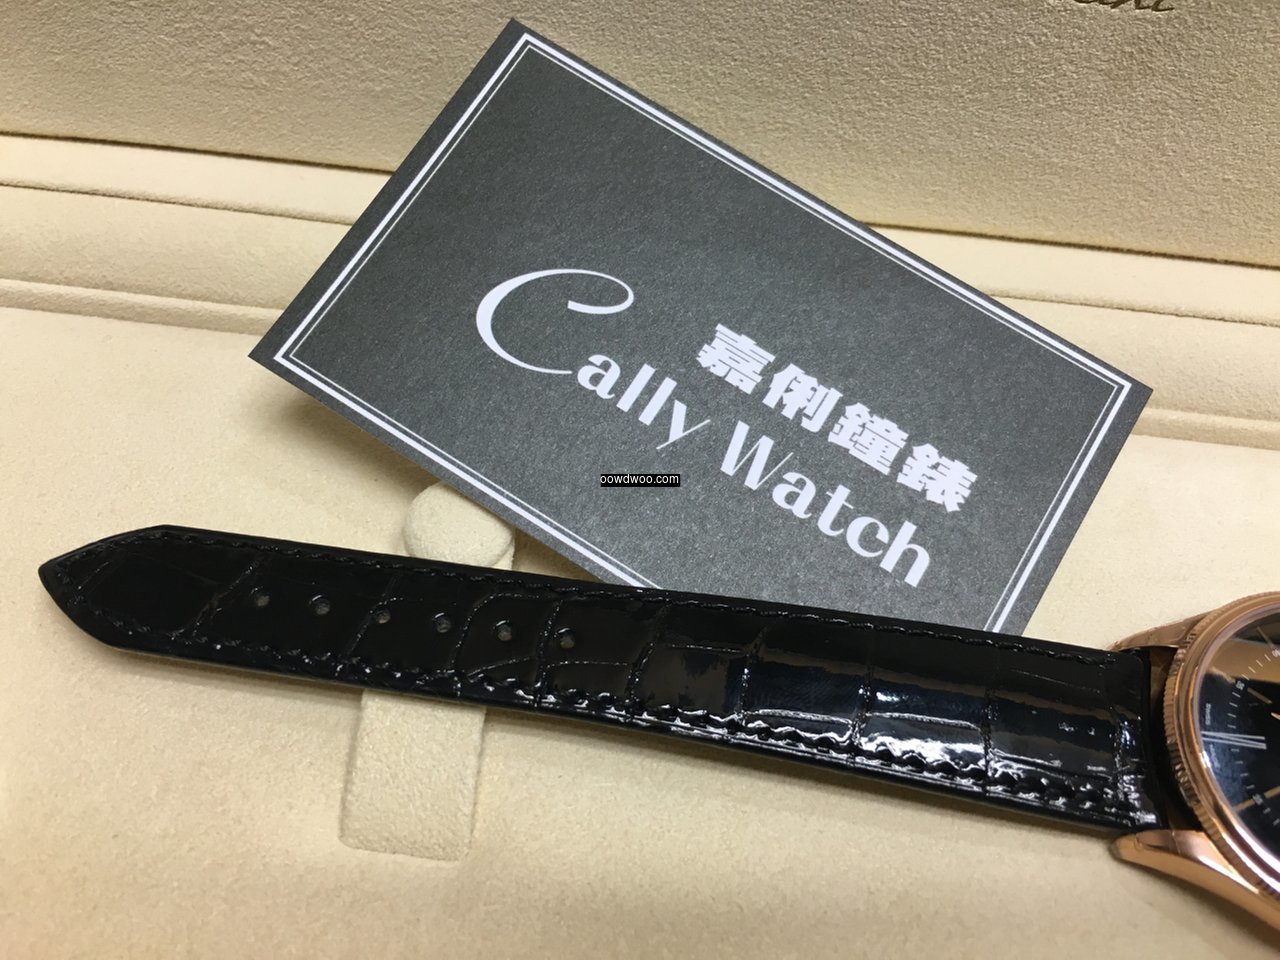 嘉俐鐘錶
Cally Watch
oowdwoo.com